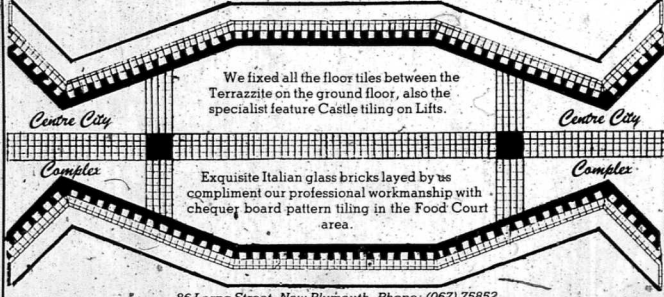 We fixed all the floor tiles between the
Terrazzite on the ground floor, also the
specialist feature Castle tiling on Lifts.
Centre City
Centre City
Complex
Complex
Exquisite Italian glass bricks layed by us
compliment our professional workmanship with
chequer board pattern tiling in the Food Court
area.
86 Street, New Plymouth. Phone: (067) 75852